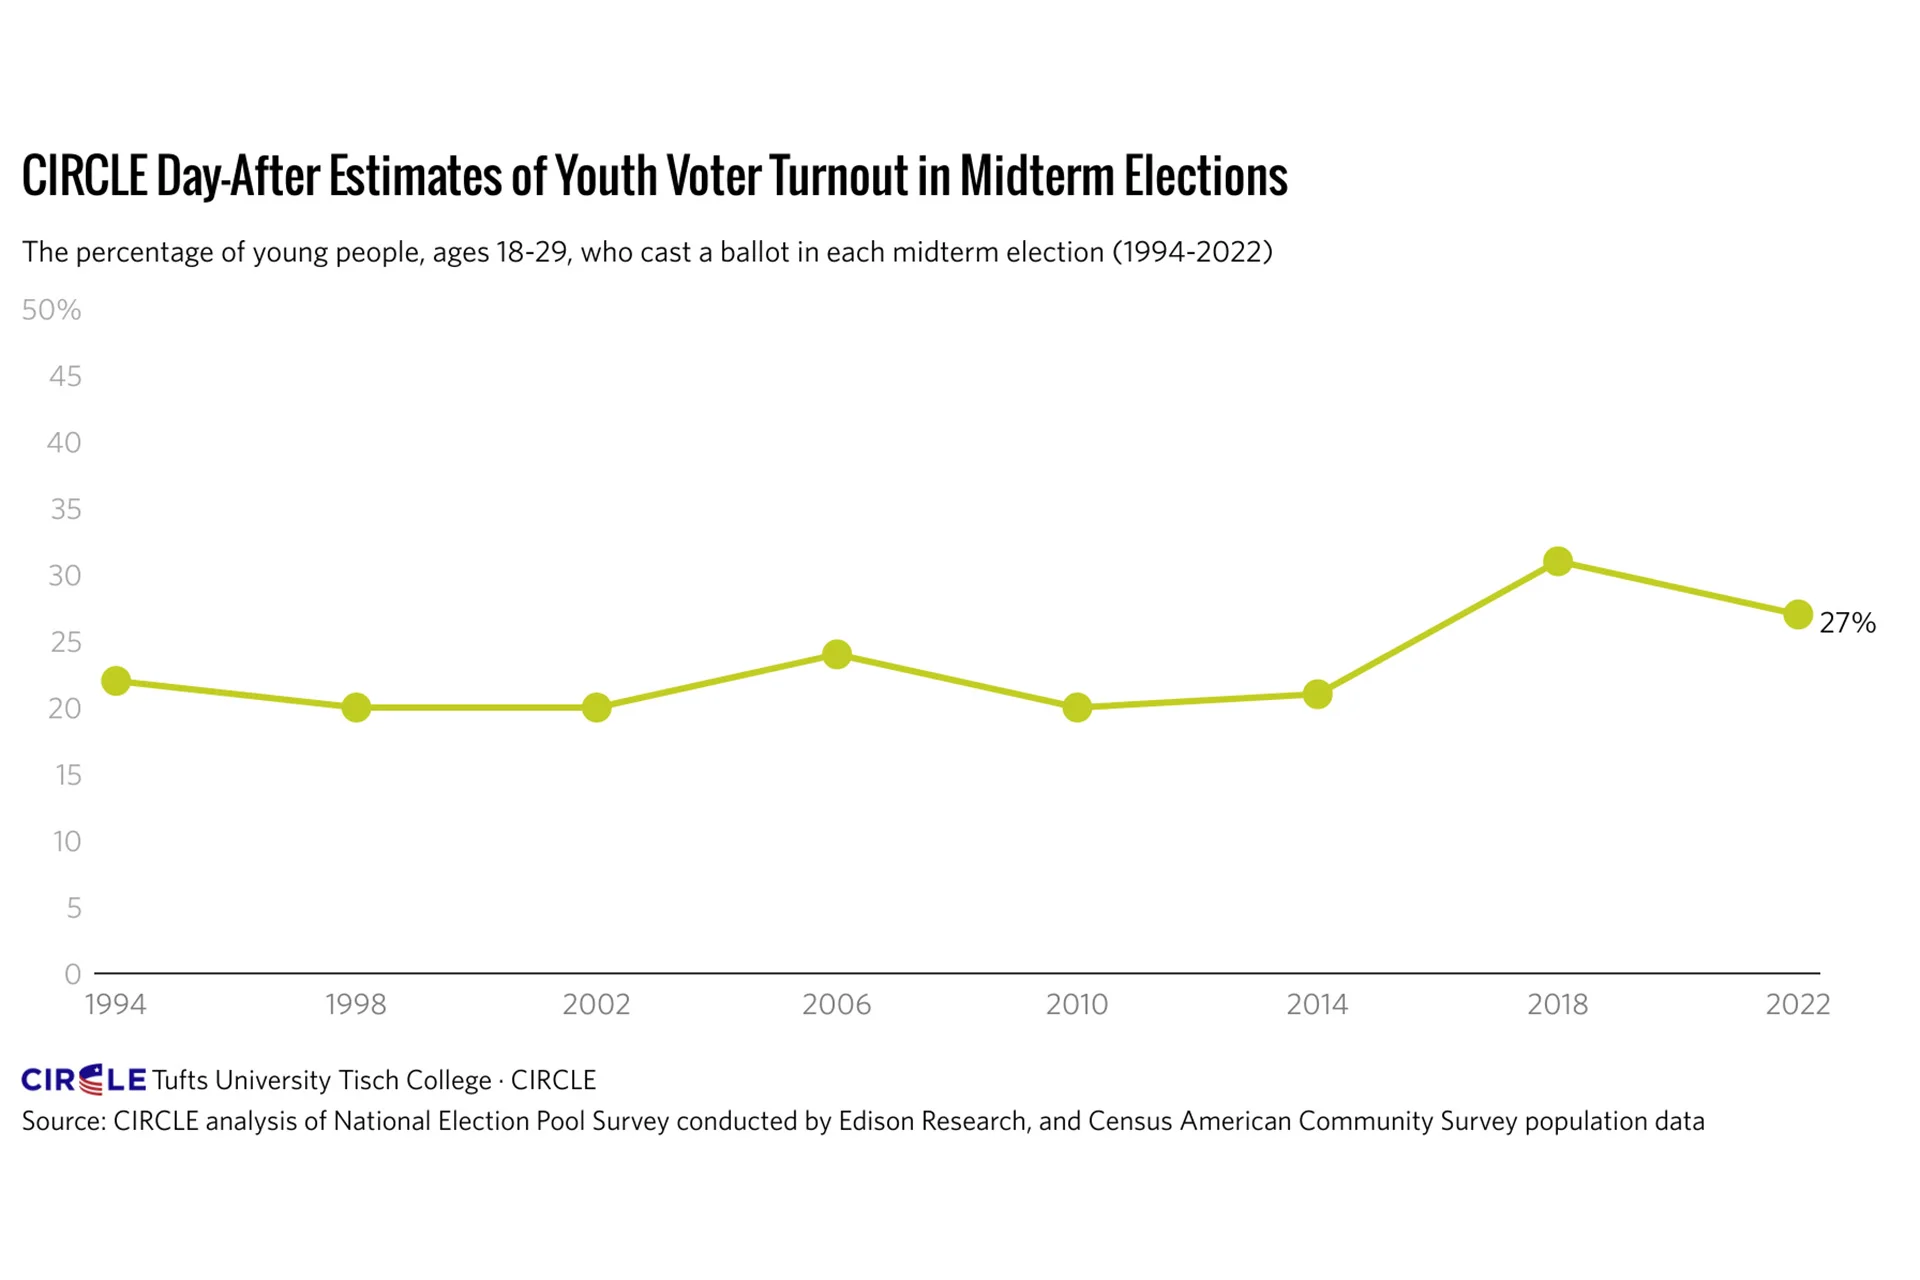 CIRCLE Day-After Estimates of Youth Voter Turnout in Midterm Elections
The percentage of young people, ages 18-29, who cast a ballot in each midterm election (1994-2022)
50%
45
40
35
30
25
20
15
10
5
0
27%
1994 1998 2002 2006 2010 2014 2018 2022
CIRCLE Tufts University Tisch College · CIRCLE
Source: CIRCLE analysis of National Election Pool Survey conducted by Edison Research, and Census American Community Survey population data